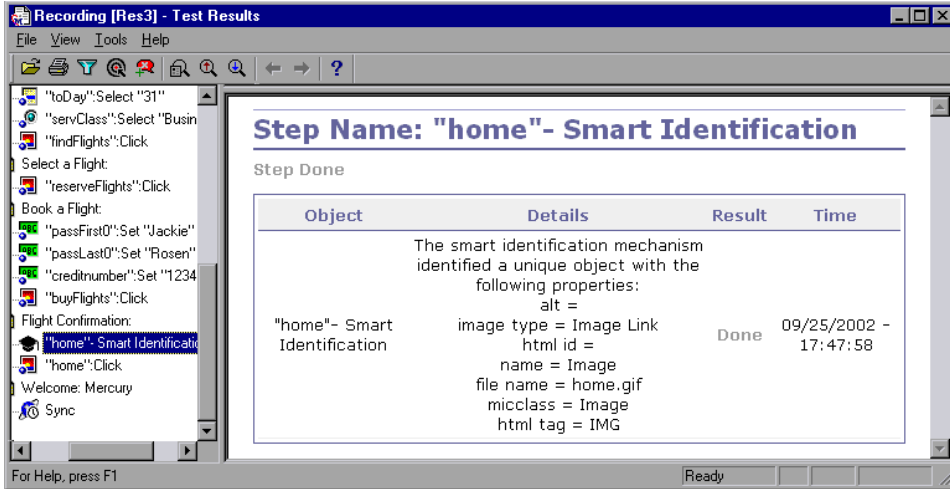 Recording [Res3] - Test Results
File View Tools Help
"toDay":Select "31"
"servClass":Select "Busin
"findFlights":Click
Select a Flight:
"reserveFlights":Click
Book a Flight:
"passFirst0":Set "Jackie"
"passLast0":Set "Rosen"
"creditnumber":Set "1234
"buyFlights":Click
Flight Confirmation:
"home"- Smart Identificatio
"home":Click
Welcome: Mercury
Sync
Step Name: "home"- Smart Identification
Step Done
Object Details Result Time
"home"- Smart
Identification
The smart identification mechanism
identified a unique object with the
following properties:
alt =
image type = Image Link
html id =
name = Image
file name = home.gif
micclass = Image
html tag = IMG
Done
09/25/2002 -
17:47:58
For Help, press F1
Ready